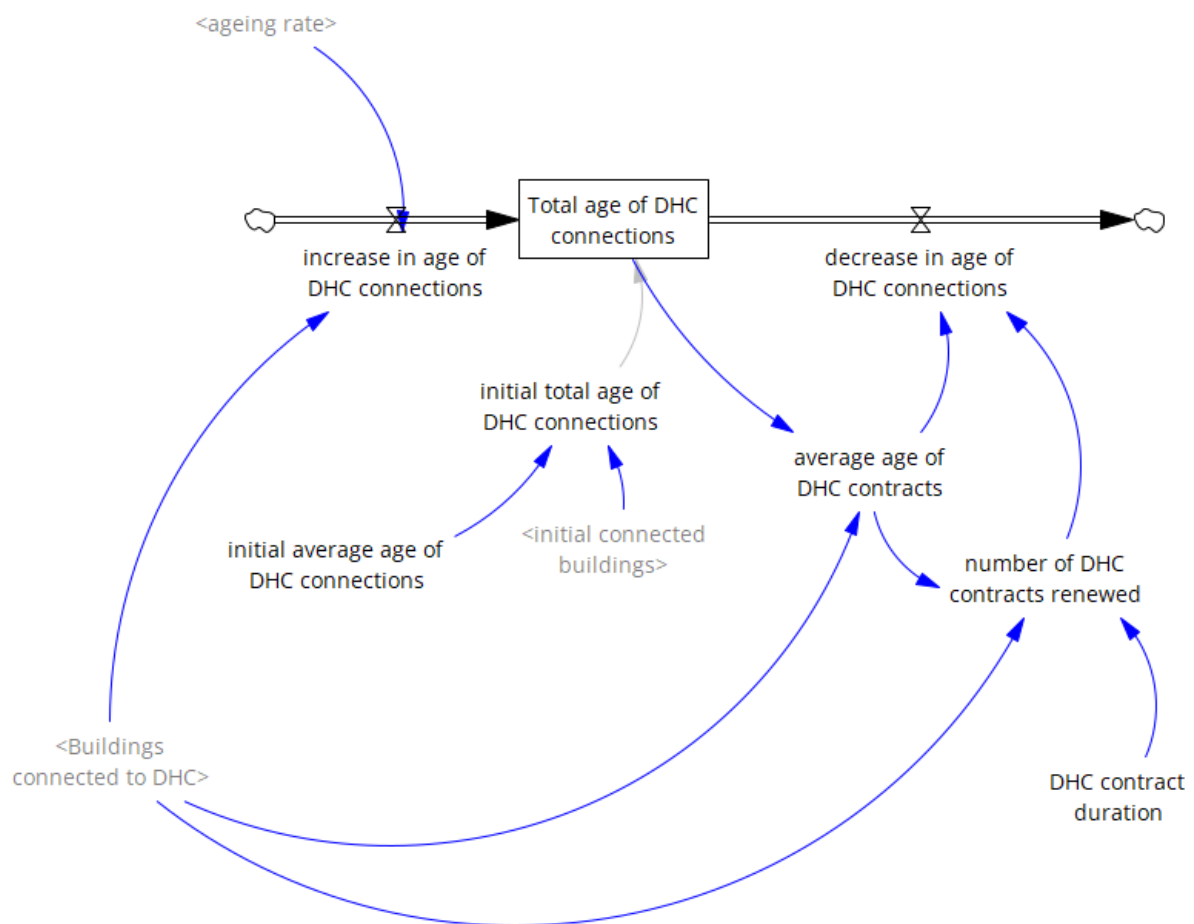 <ageing rate>
Total age of DHC
connections
increase in age of
DHC connections
decrease in age of
DHC connections
initial total age of
DHC connections
average age of
DHC contracts
initial average age of
DHC connections
<initial connected
buildings>
number of DHC
contracts renewed
<Buildings
connected to DHC>
DHC contract
duration